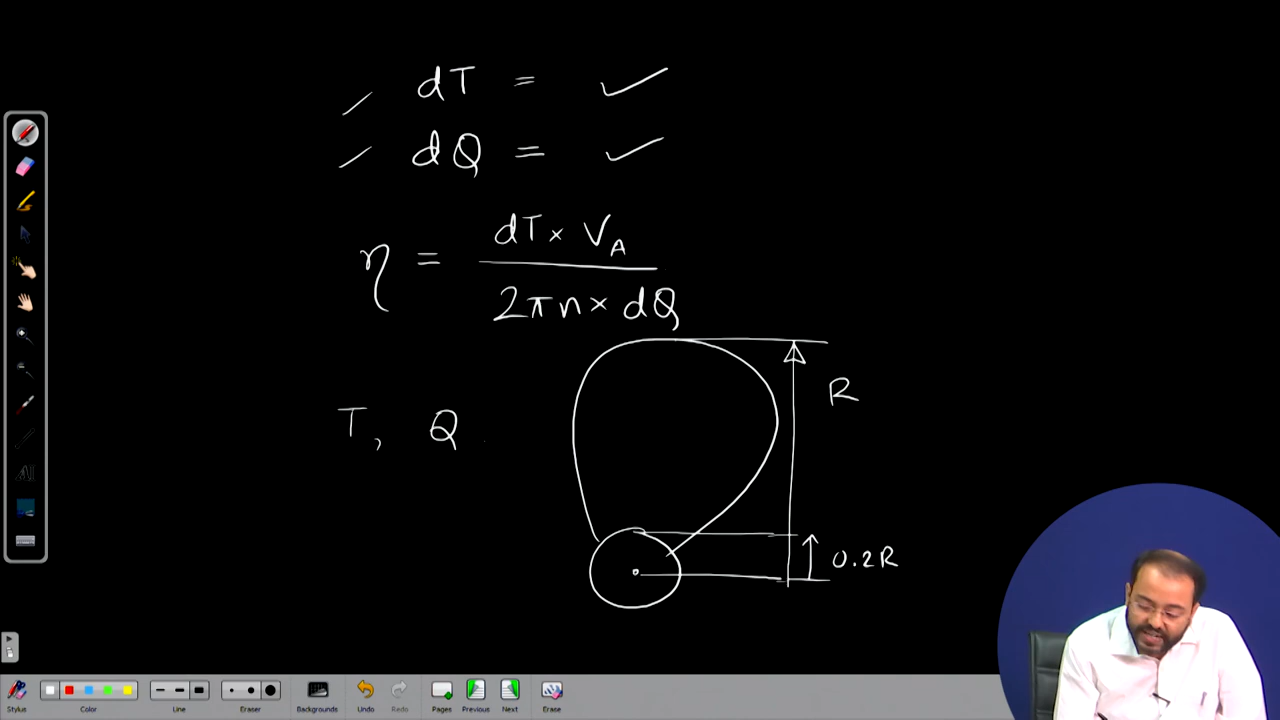 dT = ✓
dQ = ✓
η = dT × V_A / 2πn × dQ
R
T, Q
0.2R
Stylus
Color
Line
Eraser
Backgrounds
Undo
Redo
Pages
Previous
Next
Erase